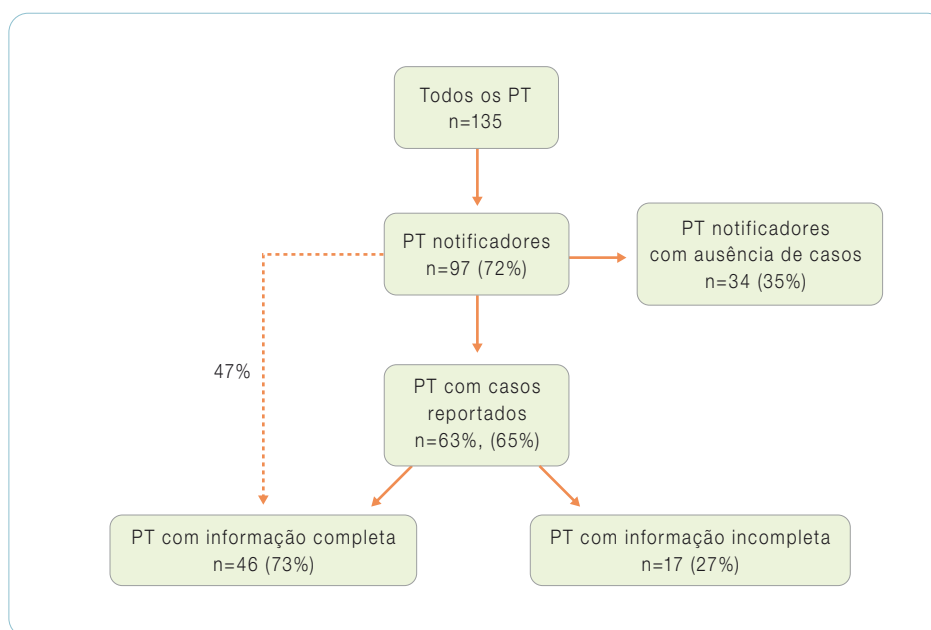 Todos os PT
n=135
PT notificadores
n=97 (72%)
PT notificadores
com ausência de casos
n=34 (35%)
47%
PT com casos
reportados
n=63%, (65%)
PT com informação completa
n=46 (73%)
PT com informação incompleta
n=17 (27%)